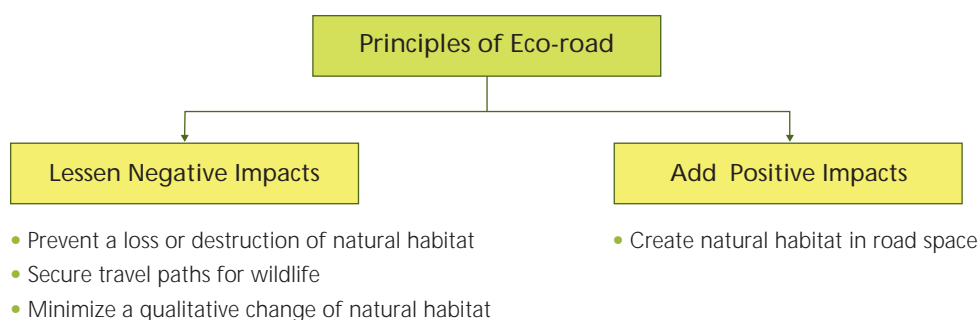 Principles of Eco-road
Lessen Negative Impacts
• Prevent a loss or destruction of natural habitat
• Secure travel paths for wildlife
• Minimize a qualitative change of natural habitat
Add Positive Impacts
• Create natural habitat in road space